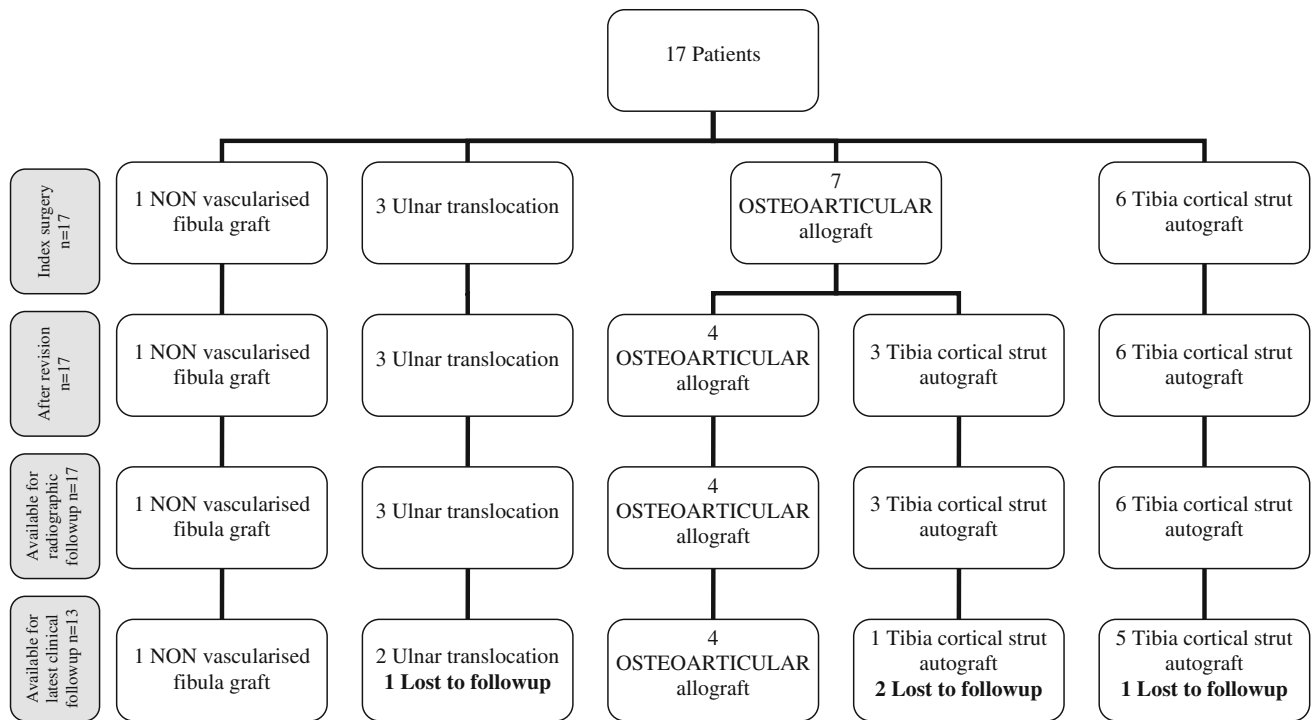 17 Patients
Index surgery
n=17
1 NON vascularised
fibula graft
3 Ulnar translocation
7
OSTEOARTICULAR
allograft
6 Tibia cortical strut
autograft
After revision
n=17
1 NON vascularised
fibula graft
3 Ulnar translocation
4
OSTEOARTICULAR
allograft
3 Tibia cortical strut
autograft
6 Tibia cortical strut
autograft
Available for
radiographic
followup n=17
1 NON vascularised
fibula graft
3 Ulnar translocation
4
OSTEOARTICULAR
allograft
3 Tibia cortical strut
autograft
6 Tibia cortical strut
autograft
Available for
latest clinical
followup n=13
1 NON vascularised
fibula graft
2 Ulnar translocation
1 Lost to followup
4
OSTEOARTICULAR
allograft
1 Tibia cortical strut
autograft
2 Lost to followup
5 Tibia cortical strut
autograft
1 Lost to followup